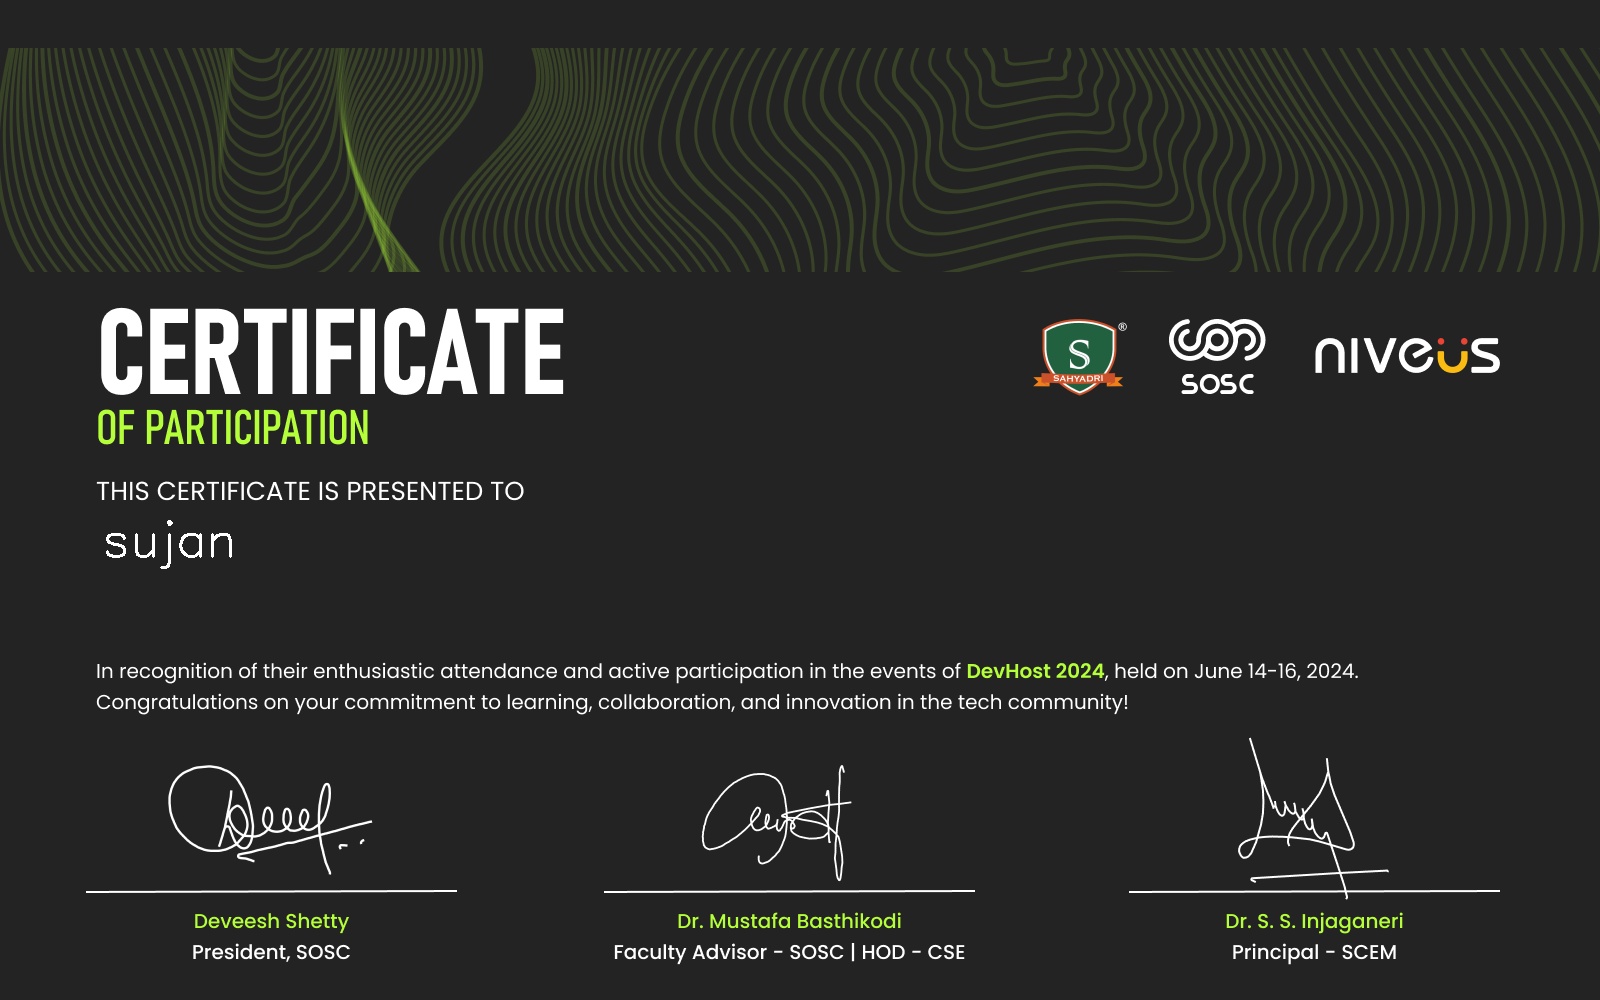 CERTIFICATE
OF PARTICIPATION
S
®
SAHYADRI
SOSC
niveüs
THIS CERTIFICATE IS PRESENTED TO
sujan
In recognition of their enthusiastic attendance and active participation in the events of DevHost 2024, held on June 14-16, 2024.
Congratulations on your commitment to learning, collaboration, and innovation in the tech community!
Deveesh Shetty
President, SOSC
Dr. Mustafa Basthikodi
Faculty Advisor - SOSC | HOD - CSE
Dr. S. S. Injaganeri
Principal - SCEM